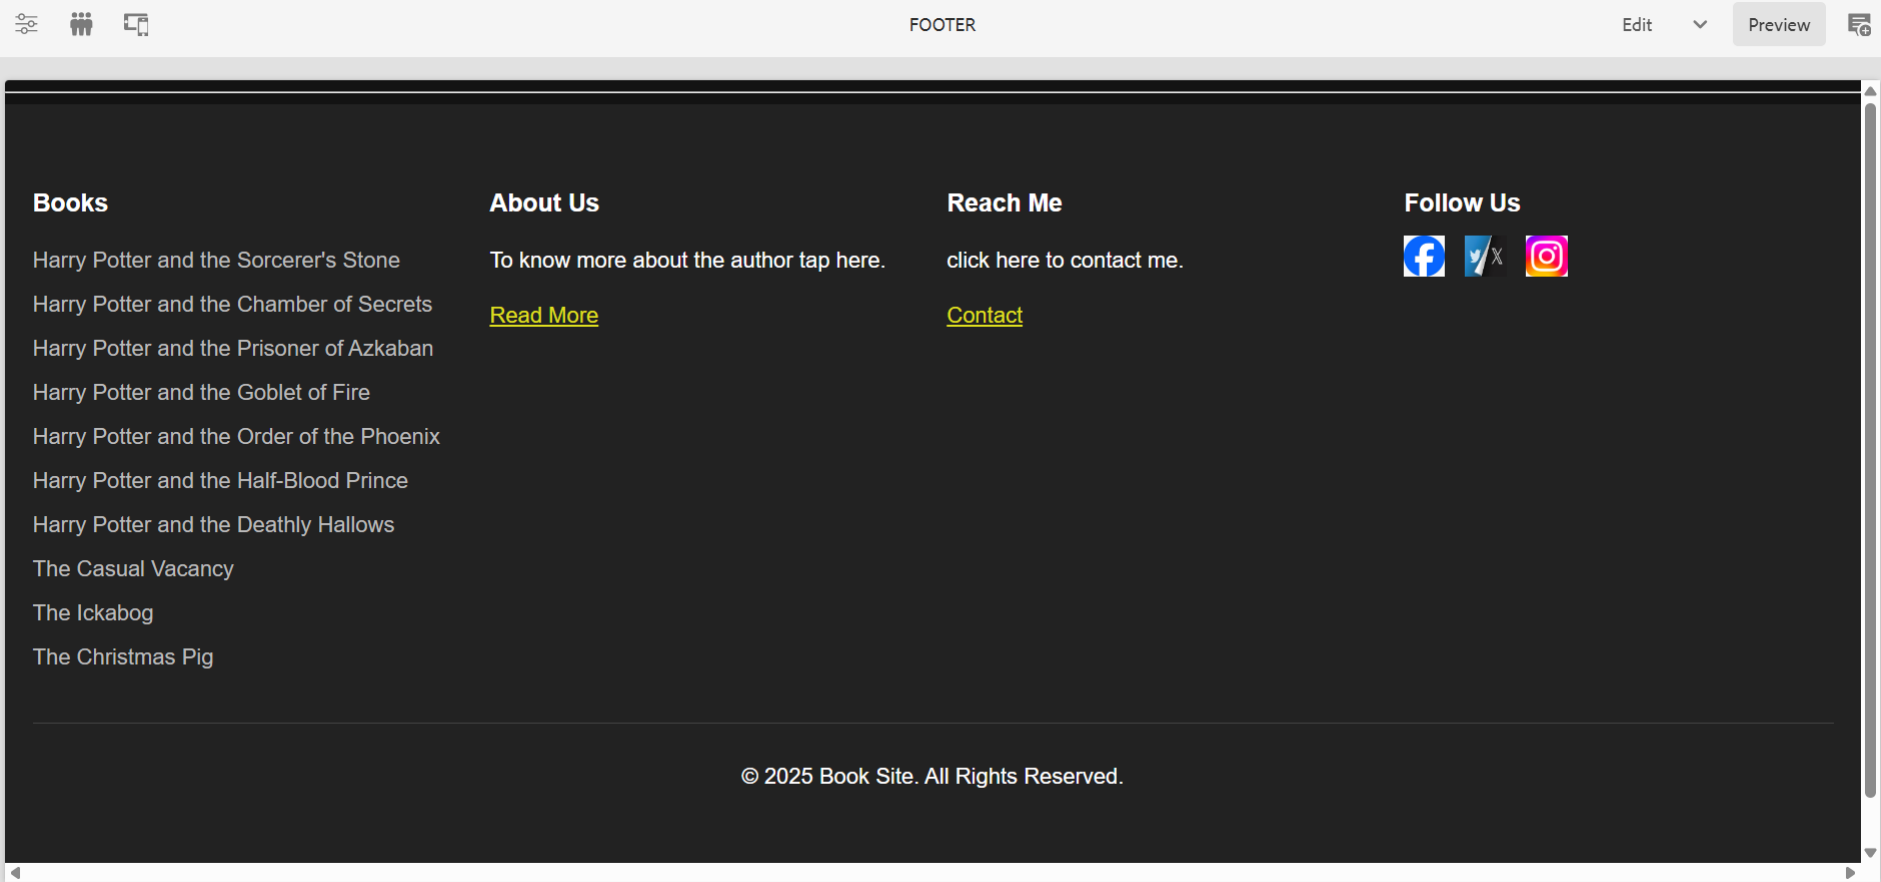 FOOTER
Edit
Preview
Books
Harry Potter and the Sorcerer's Stone
Harry Potter and the Chamber of Secrets
Harry Potter and the Prisoner of Azkaban
Harry Potter and the Goblet of Fire
Harry Potter and the Order of the Phoenix
Harry Potter and the Half-Blood Prince
Harry Potter and the Deathly Hallows
The Casual Vacancy
The Ickabog
The Christmas Pig
About Us
To know more about the author tap here.
Read More
Reach Me
click here to contact me.
Contact
Follow Us
© 2025 Book Site. All Rights Reserved.